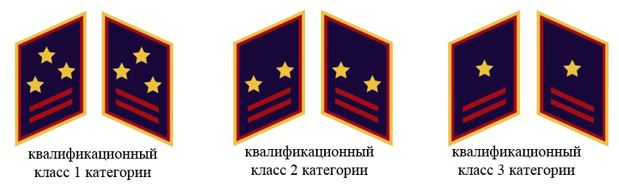 квалификационный
класс 1 категории
квалификационный
класс 2 категории
квалификационный
класс 3 категории